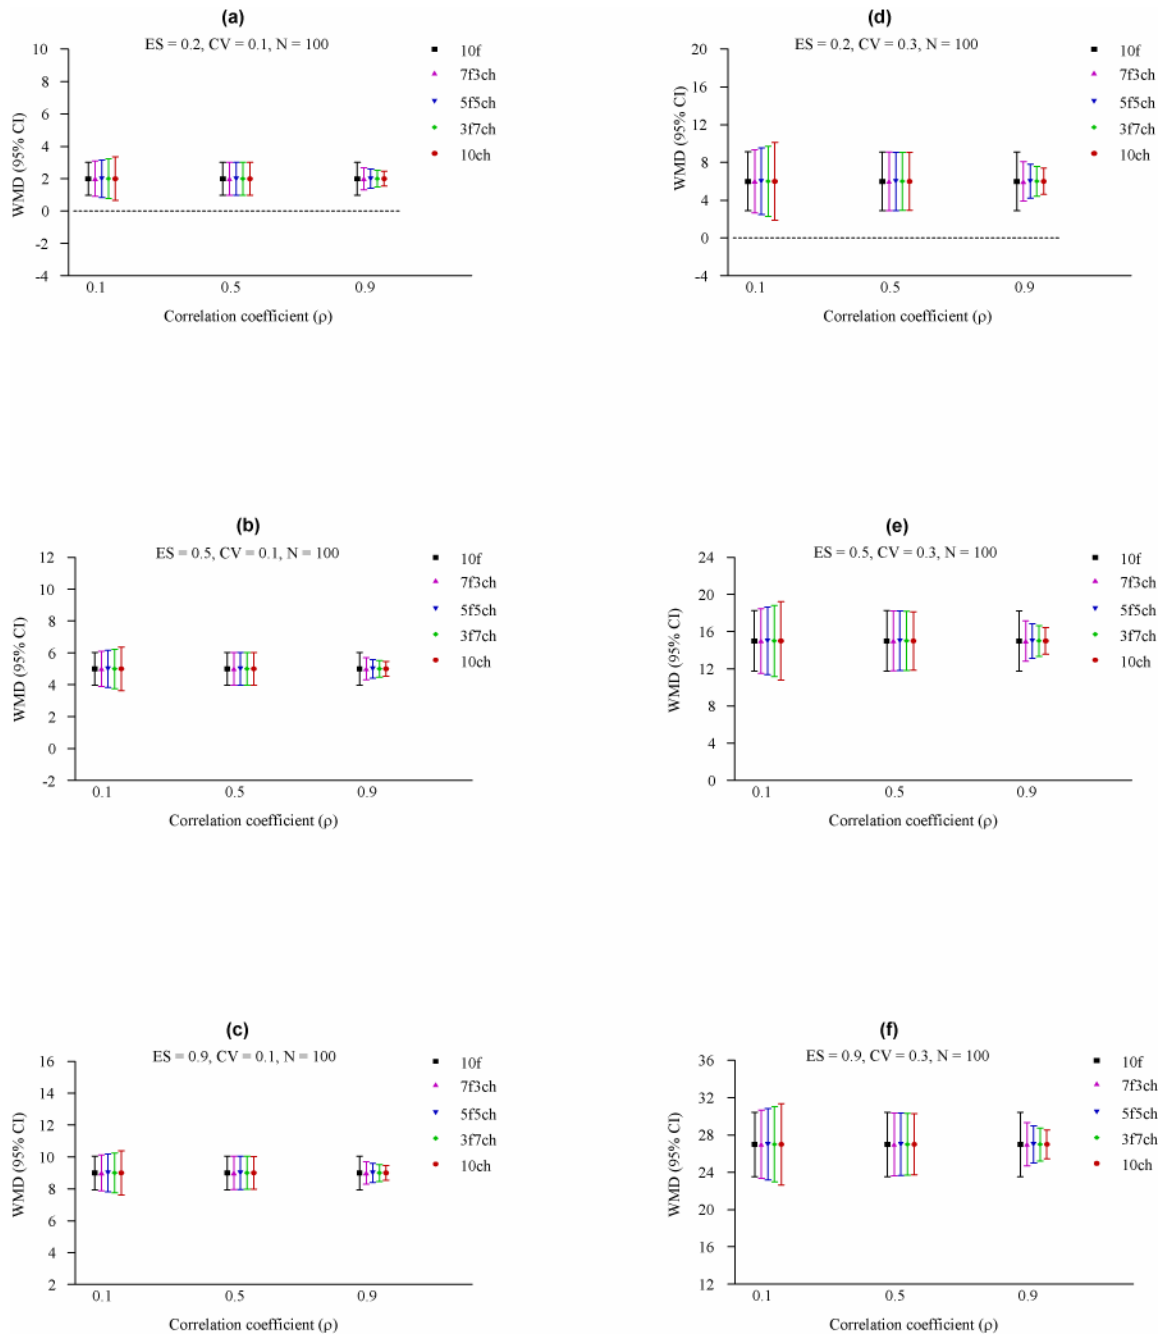 (a)
ES = 0.2, CV = 0.1, N = 100
WMD (95% CI)
10
8
6
4
2
0
-2
-4
0.1 0.5 0.9
Correlation coefficient (ρ)
10f
7f3ch
5f5ch
3f7ch
10ch
(d)
ES = 0.2, CV = 0.3, N = 100
WMD (95% CI)
20
16
12
8
4
0
-4
0.1 0.5 0.9
Correlation coefficient (ρ)
10f
7f3ch
5f5ch
3f7ch
10ch
(b)
ES = 0.5, CV = 0.1, N = 100
WMD (95% CI)
12
10
8
6
4
2
0
-2
0.1 0.5 0.9
Correlation coefficient (ρ)
10f
7f3ch
5f5ch
3f7ch
10ch
(e)
ES = 0.5, CV = 0.3, N = 100
WMD (95% CI)
24
20
16
12
8
4
0
0.1 0.5 0.9
Correlation coefficient (ρ)
10f
7f3ch
5f5ch
3f7ch
10ch
(c)
ES = 0.9, CV = 0.1, N = 100
WMD (95% CI)
16
14
12
10
8
6
4
2
0.1 0.5 0.9
Correlation coefficient (ρ)
10f
7f3ch
5f5ch
3f7ch
10ch
(f)
ES = 0.9, CV = 0.3, N = 100
WMD (95% CI)
36
32
28
24
20
16
12
0.1 0.5 0.9
Correlation coefficient (ρ)
10f
7f3ch
5f5ch
3f7ch
10ch